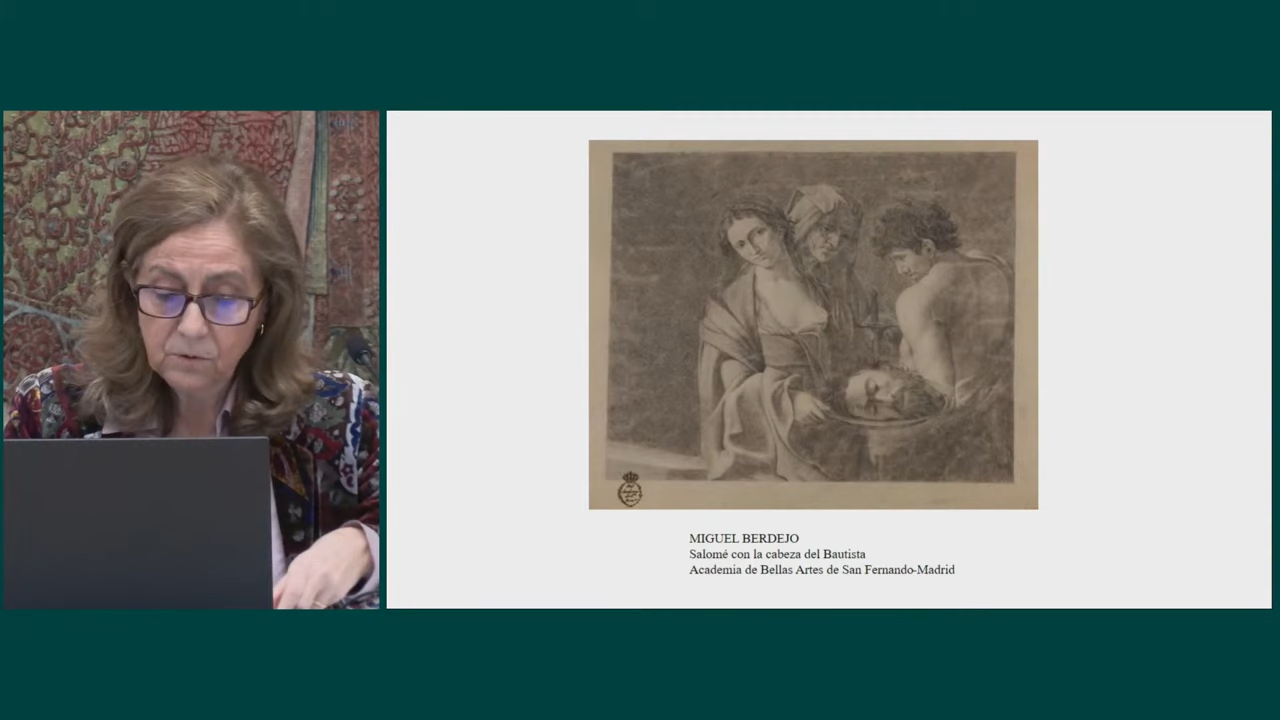 MIGUEL BERDEJO
Salomé con la cabeza del Bautista
Academia de Bellas Artes de San Fernando-Madrid